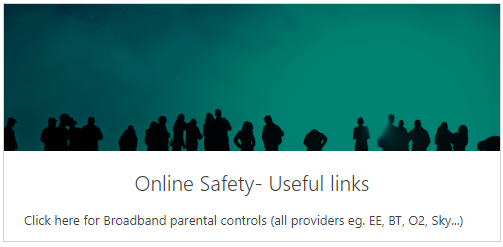 Online Safety- Useful links
Click here for Broadband parental controls (all providers eg. EE, BT, O2, Sky...)